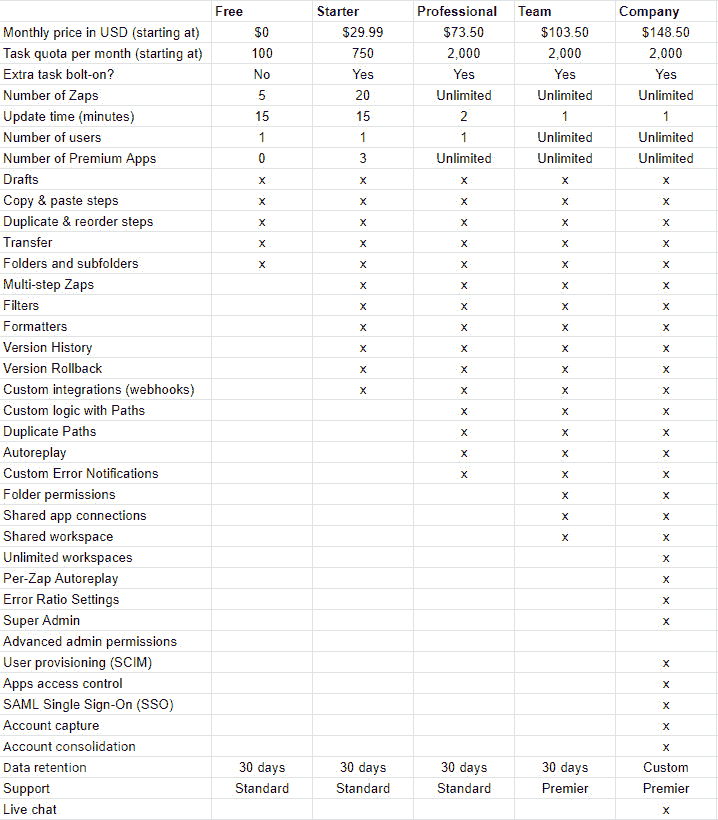 Free Starter Professional Team Company
Monthly price in USD (starting at) $0 $29.99 $73.50 $103.50 $148.50
Task quota per month (starting at) 100 750 2,000 2,000 2,000
Extra task bolt-on? No Yes Yes Yes Yes
Number of Zaps 5 20 Unlimited Unlimited Unlimited
Update time (minutes) 15 15 2 1 1
Number of users 1 1 1 Unlimited Unlimited
Number of Premium Apps 0 3 Unlimited Unlimited Unlimited
Drafts x x x x x
Copy & paste steps x x x x x
Duplicate & reorder steps x x x x x
Transfer x x x x x
Folders and subfolders x x x x x
Multi-step Zaps x x x x
Filters x x x x
Formatters x x x x
Version History x x x x
Version Rollback x x x x
Custom integrations (webhooks) x x x x
Custom logic with Paths x x x
Duplicate Paths x x x
Autoreplay x x x
Custom Error Notifications x x x
Folder permissions x x
Shared app connections x x
Shared workspace x x
Unlimited workspaces x
Per-Zap Autoreplay x
Error Ratio Settings x
Super Admin x
Advanced admin permissions
User provisioning (SCIM) x
Apps access control x
SAML Single Sign-On (SSO) x
Account capture x
Account consolidation x
Data retention 30 days 30 days 30 days 30 days Custom
Support Standard Standard Standard Premier Premier
Live chat x